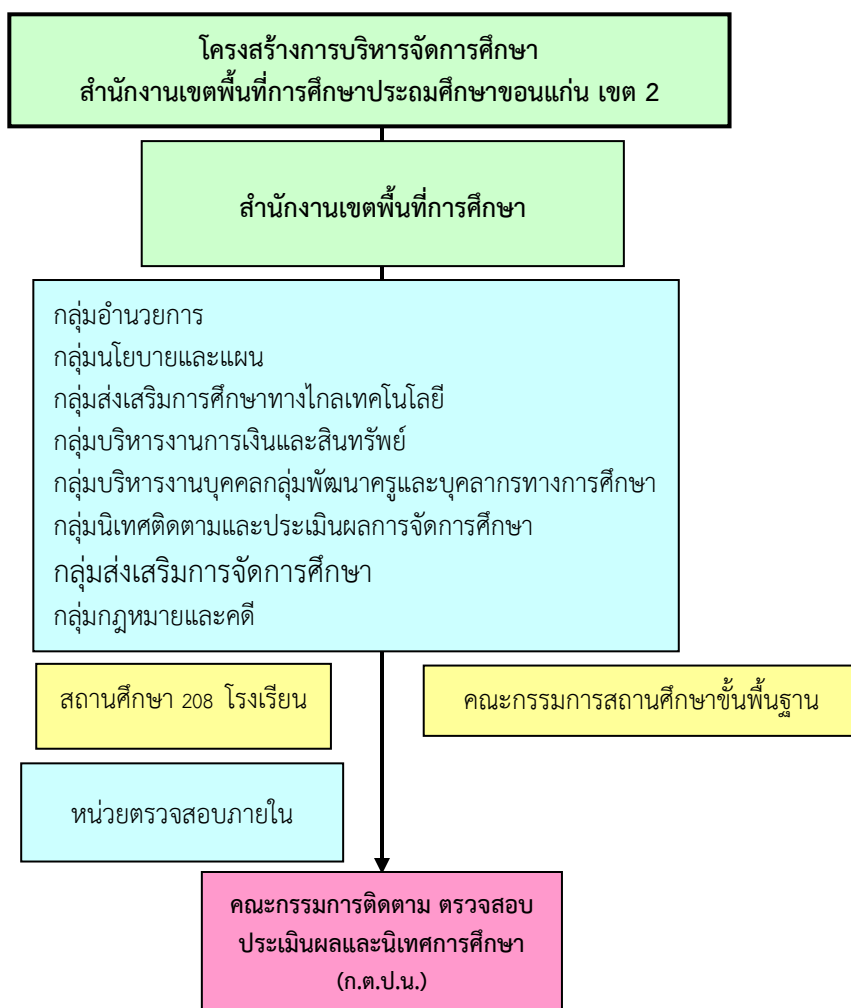 โครงสร้างการบริหารจัดการศึกษา
สำนักงานเขตพื้นที่การศึกษาประถมศึกษาขอนแก่น เขต 2
สำนักงานเขตพื้นที่การศึกษา
กลุ่มอำนวยการ
กลุ่มนโยบายและแผน
กลุ่มส่งเสริมการศึกษาทางไกลเทคโนโลยี
กลุ่มบริหารงานการเงินและสินทรัพย์
กลุ่มบริหารงานบุคคลกลุ่มพัฒนาครูและบุคลากรทางการศึกษา
กลุ่มนิเทศติดตามและประเมินผลการจัดการศึกษา
กลุ่มส่งเสริมการจัดการศึกษา
กลุ่มกฎหมายและคดี
สถานศึกษา 208 โรงเรียน
คณะกรรมการสถานศึกษาขั้นพื้นฐาน
หน่วยตรวจสอบภายใน
คณะกรรมการติดตาม ตรวจสอบ
ประเมินผลและนิเทศการศึกษา
(ก.ต.ป.น.)